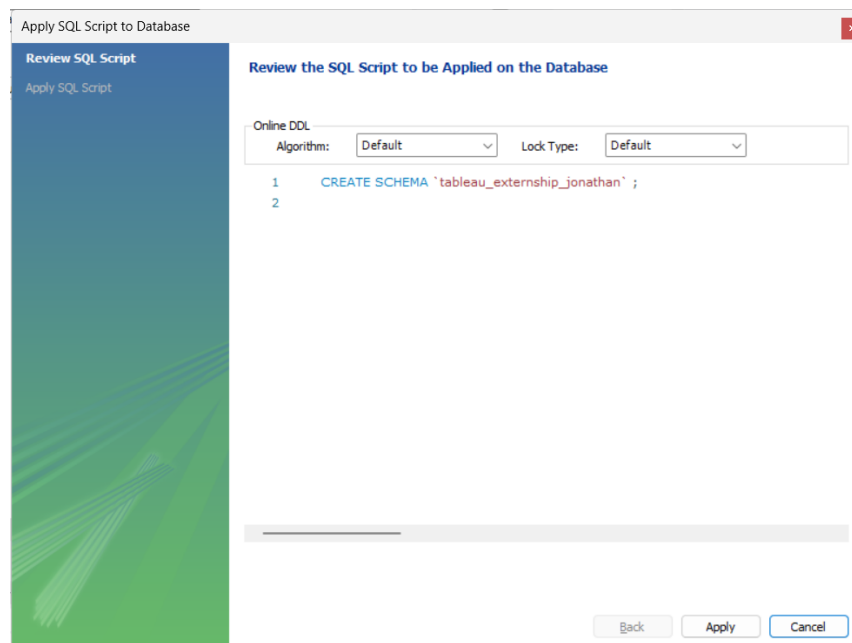 Apply SQL Script to Database
Review SQL Script
Apply SQL Script
Review the SQL Script to be Applied on the Database
Online DDL
Algorithm: Default Lock Type: Default
1 CREATE SCHEMA `tableau_externship_jonathan` ;
2
Back Apply Cancel